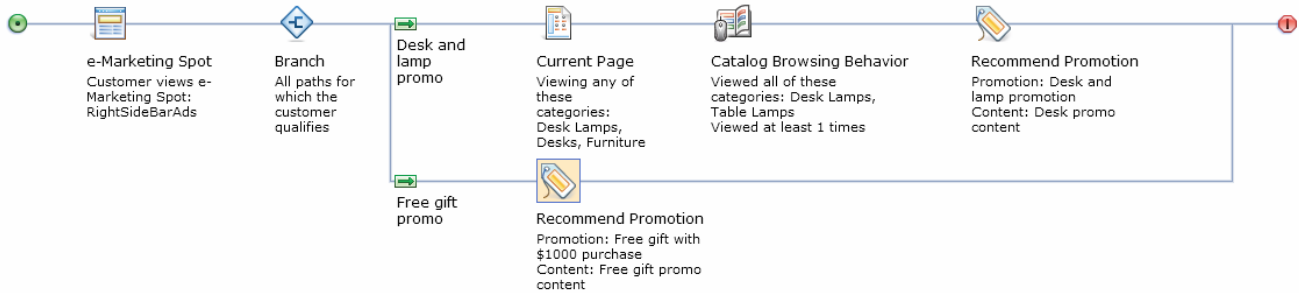 e-Marketing Spot
Customer views e-
Marketing Spot:
RightSideBarAds
Branch
All paths for
which the
customer
qualifies
Desk and
lamp
promo
Current Page
Viewing any of
these
categories:
Desk Lamps,
Desks, Furniture
Catalog Browsing Behavior
Viewed all of these
categories: Desk Lamps,
Table Lamps
Viewed at least 1 times
Recommend Promotion
Promotion: Desk and
lamp promotion
Content: Desk promo
content
Free gift
promo
Recommend Promotion
Promotion: Free gift with
$1000 purchase
Content: Free gift promo
content